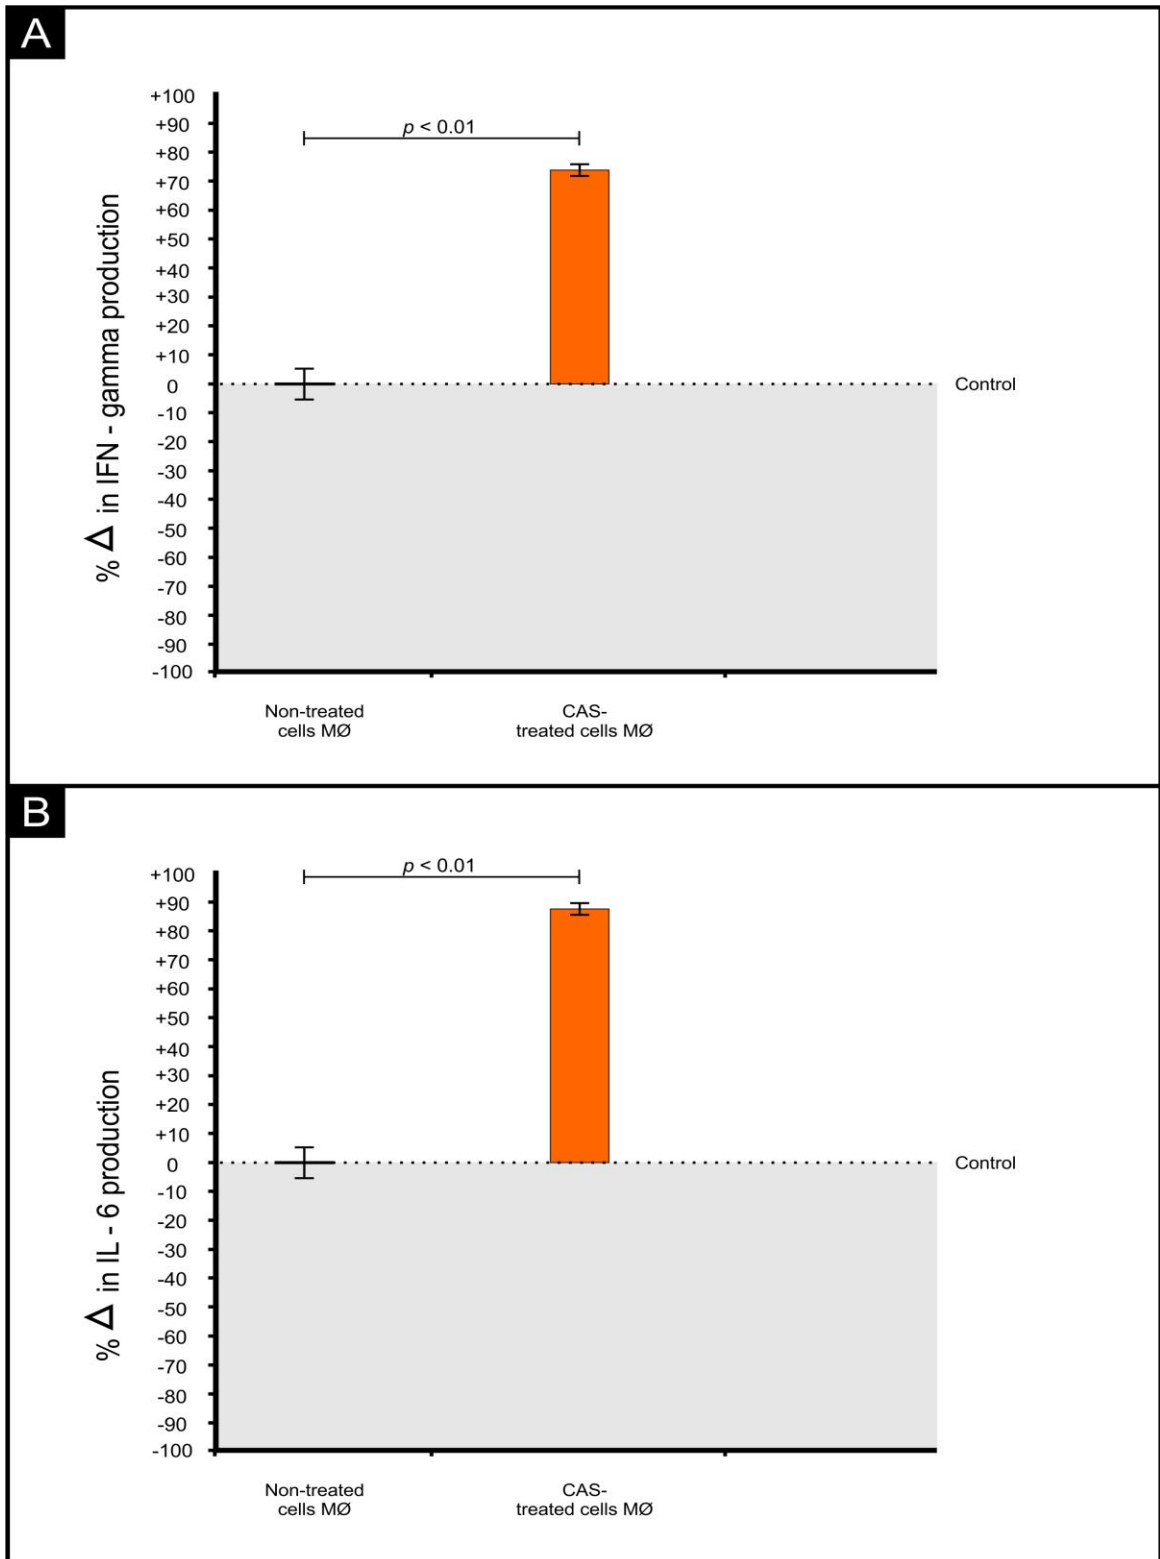 A
% Δ in IFN - gamma production
+100
+90
+80
+70
+60
+50
+40
+30
+20
+10
0
-10
-20
-30
-40
-50
-60
-70
-80
-90
-100
p < 0.01
Control
Non-treated
cells MØ
CAS-
treated cells MØ
B
% Δ in IL - 6 production
+100
+90
+80
+70
+60
+50
+40
+30
+20
+10
0
-10
-20
-30
-40
-50
-60
-70
-80
-90
-100
p < 0.01
Control
Non-treated
cells MØ
CAS-
treated cells MØ